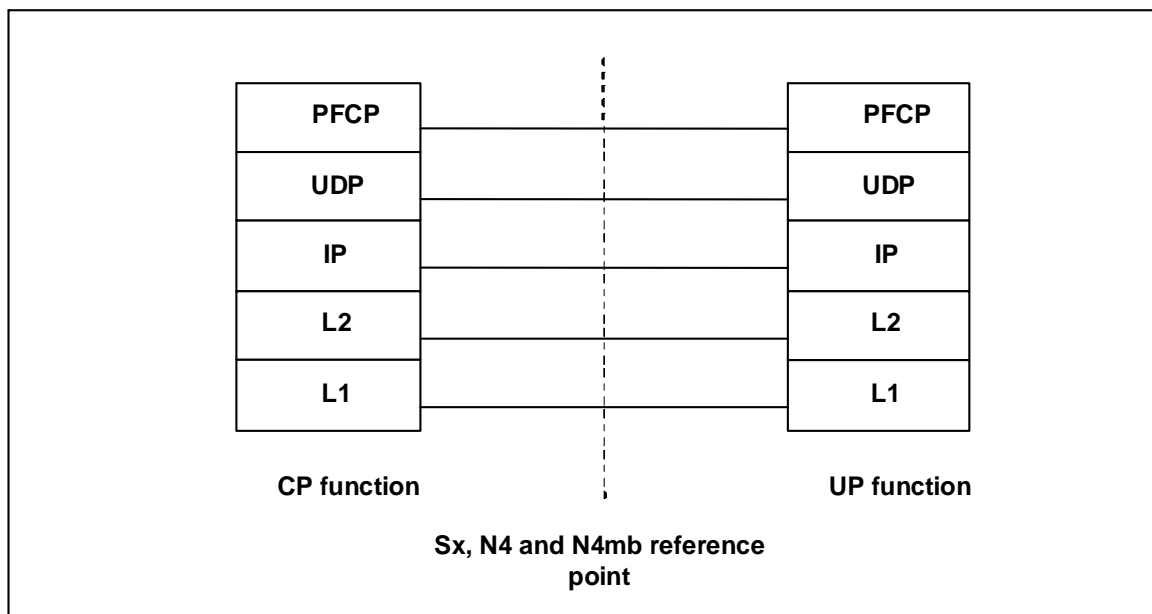 PFCP
UDP
IP
L2
L1
CP function
PFCP
UDP
IP
L2
L1
UP function
Sx, N4 and N4mb reference
point